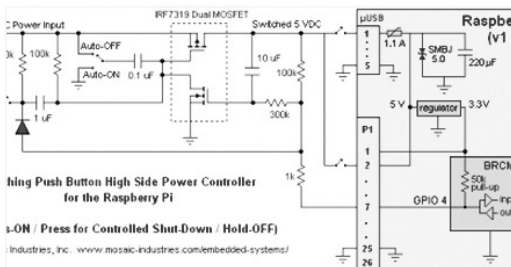 IRF7319 Dual MOSFET
C Power Input
Switched 5 VDC
µUSB
Raspbe
(v1
0k
100k
Auto-OFF
Auto-ON
0.1 uF
10 uF
100k
1
5
1.1 A
SMBJ
5.0
220µF
1 uF
300k
5 V
regulator
3.3V
P1
1
2
BRCM
50k
pull-up
hing Push Button High Side Power Controller
for the Raspberry Pi
1k
7
GPIO 4
inp
out
s-ON / Press for Controlled Shut-Down / Hold-OFF)
Industries, Inc. www.mosaic-industries.com/embedded-systems/
25
26